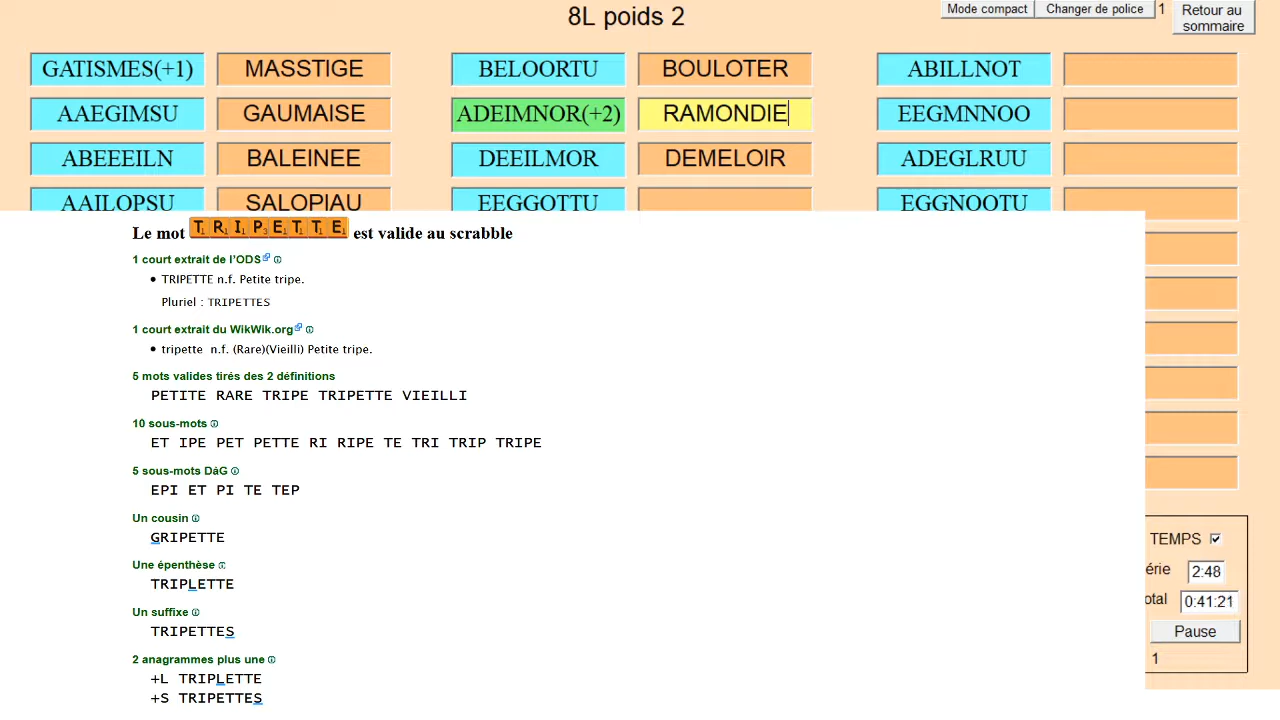 8L poids 2
Mode compact Changer de police 1 Retour au sommaire
GATISMES(+1) MASSTIGE BELOORTU BOULOTER ABILLNOT
AAEGIMSU GAUMAISE ADEIMNOR(+2) RAMONDIE EEGMNNOO
ABEEEILN BALEINEE DEEILMOR DEMELOIR ADEGLRUU
AAILOPSU SALOPIAU EEGGOTTU EGGNOOTU
Le mot TRIPETTE est valide au scrabble
1 court extrait de l'ODS
• TRIPETTE n.f. Petite tripe.
Pluriel : TRIPETTES
1 court extrait du WikWik.org
• tripette n.f. (Rare)(Vieilli) Petite tripe.
5 mots valides tirés des 2 définitions
PETITE RARE TRIPE TRIPETTE VIEILLI
10 sous-mots
ET IPE PET PETTE RI RIPE TE TRI TRIP TRIPE
5 sous-mots DàG
EPI ET PI TE TEP
Un cousin
GRIPETTE
Une épenthèse
TRIPLETTE
Un suffixe
TRIPETTES
2 anagrammes plus une
+L TRIPLETTE
+S TRIPETTES
TEMPS
érie 2:48
otal 0:41:21
Pause
1